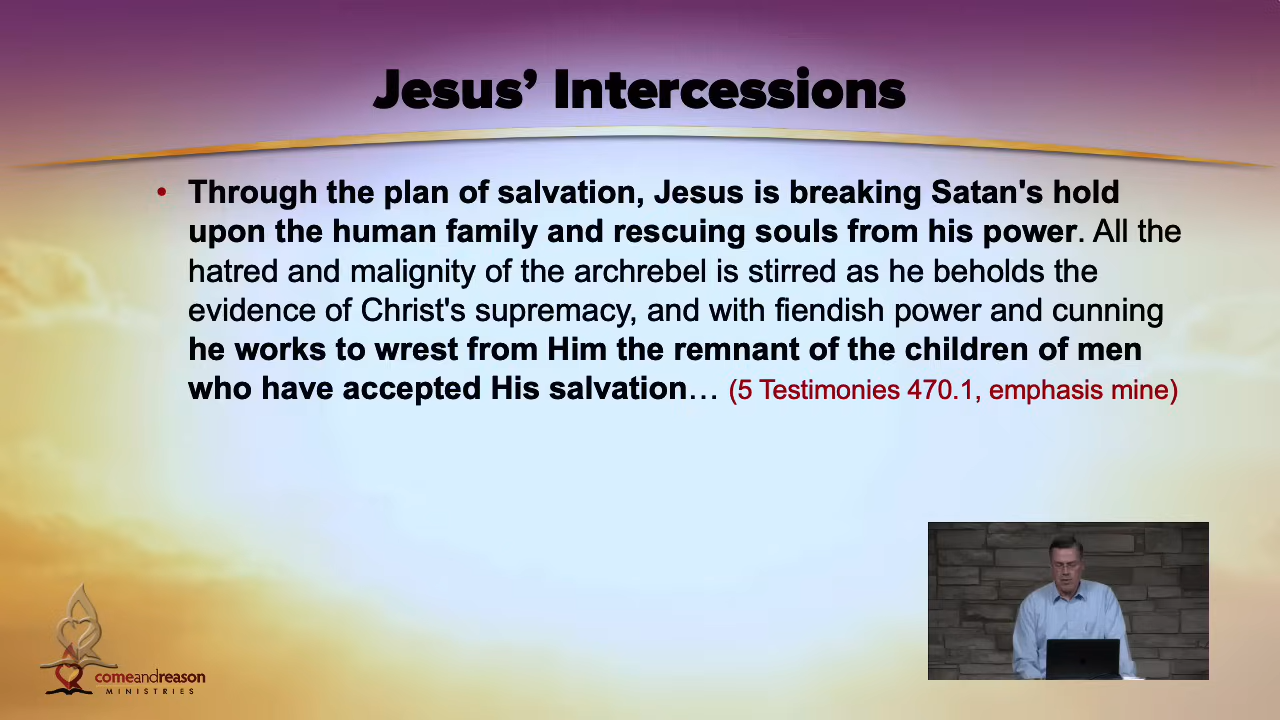 Jesus’ Intercessions
• Through the plan of salvation, Jesus is breaking Satan's hold
upon the human family and rescuing souls from his power. All the
hatred and malignity of the archrebel is stirred as he beholds the
evidence of Christ's supremacy, and with fiendish power and cunning
he works to wrest from Him the remnant of the children of men
who have accepted His salvation… (5 Testimonies 470.1, emphasis mine)
comeandreason
MINISTRIES